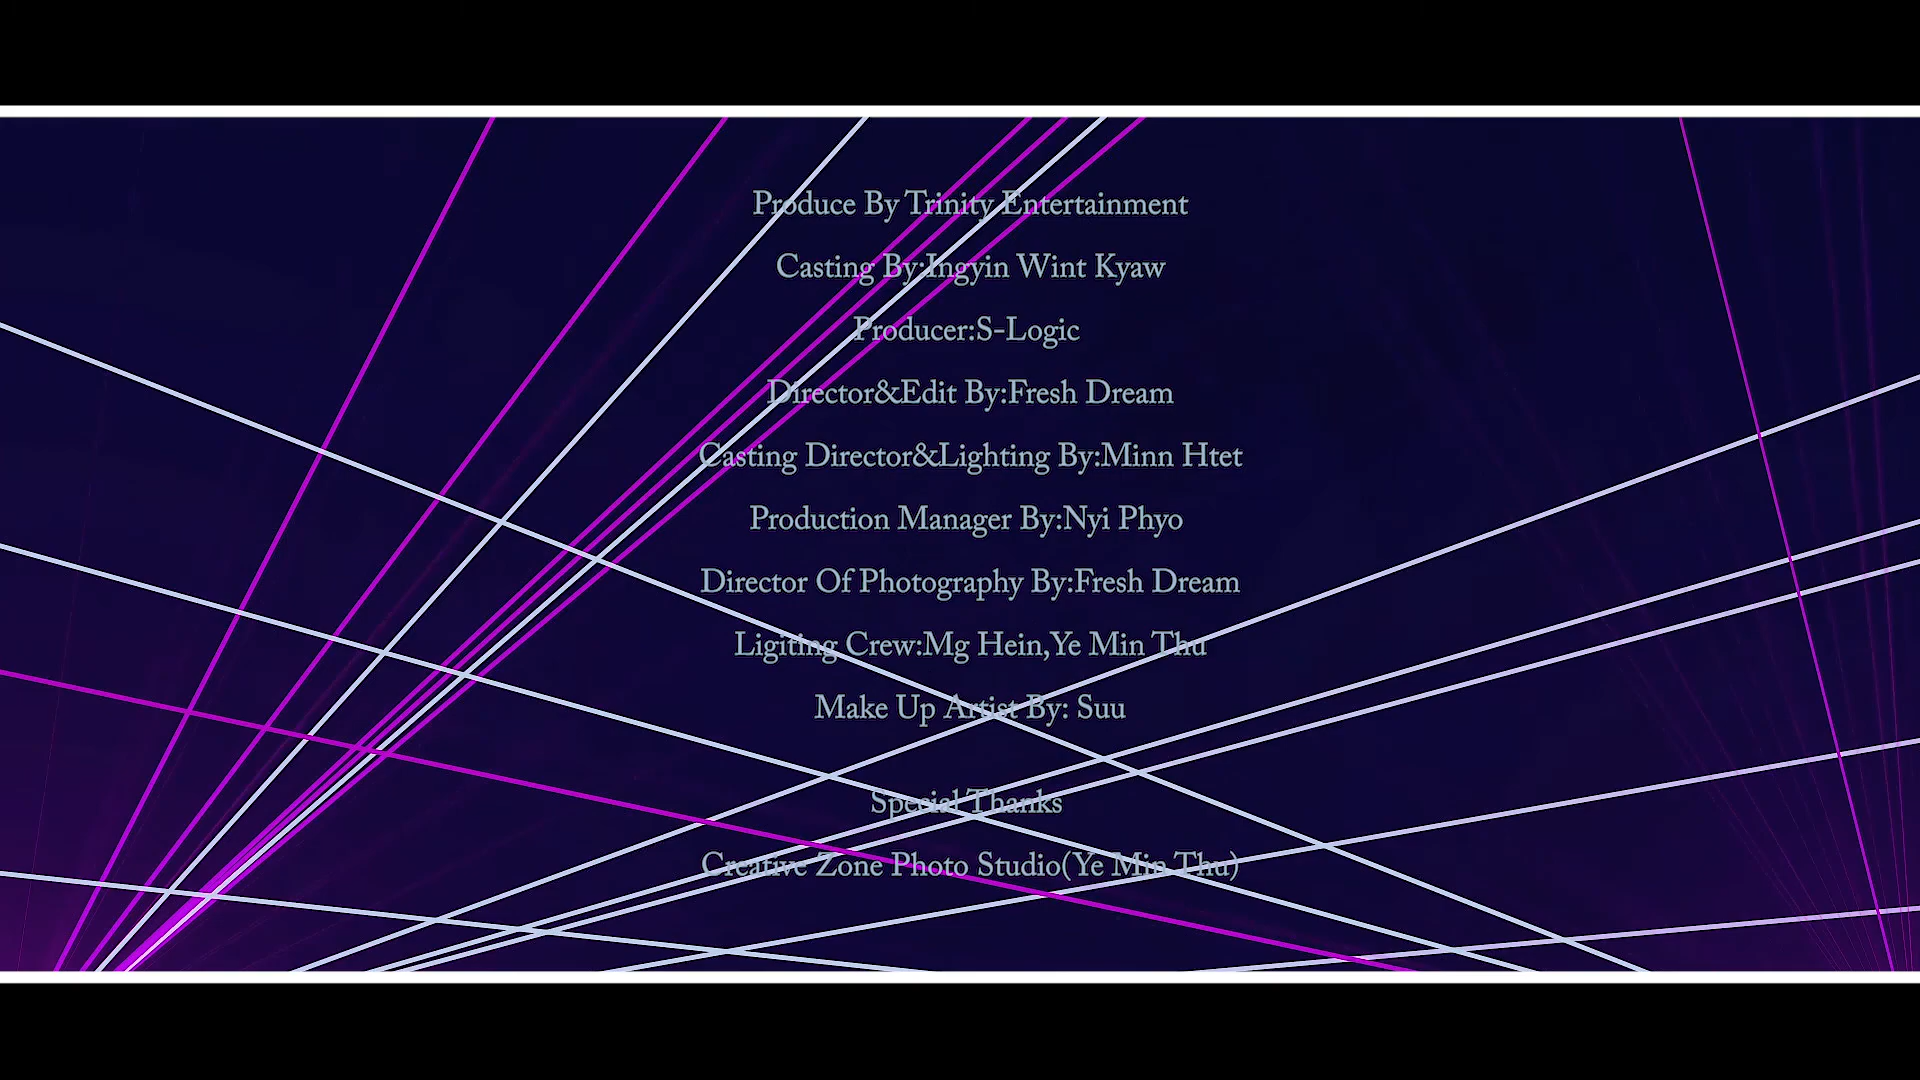 Produce By Trinity Entertainment
Casting By:Ingyin Wint Kyaw
Producer:S-Logic
Director&Edit By:Fresh Dream
Casting Director&Lighting By:Minn Htet
Production Manager By:Nyi Phyo
Director Of Photography By:Fresh Dream
Ligiting Crew:Mg Hein,Ye Min Thu
Make Up Artist By: Suu
Special Thanks
Creative Zone Photo Studio(Ye Min Thu)